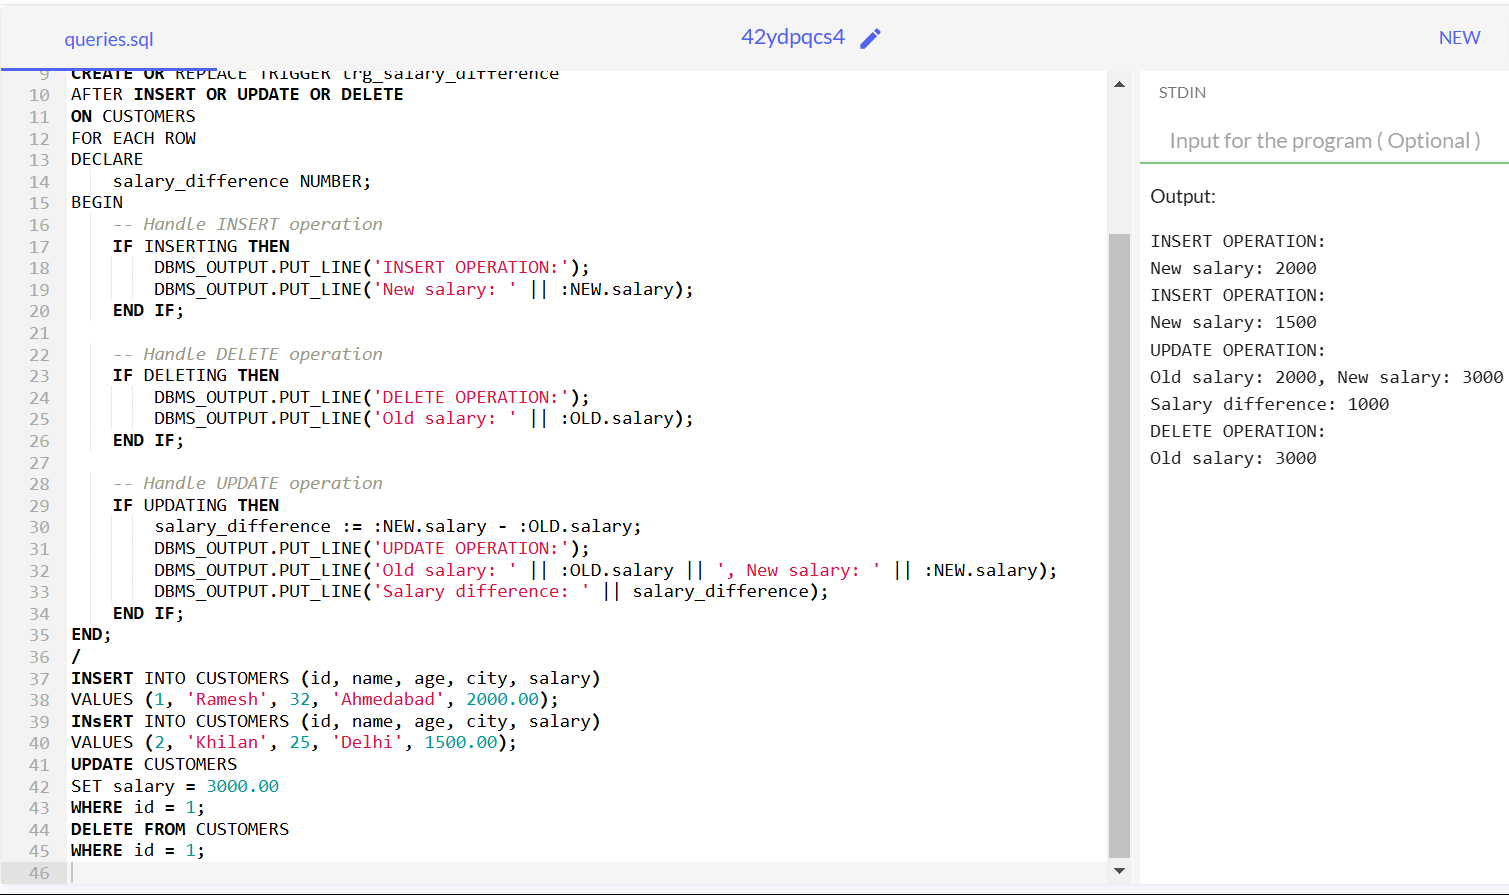 queries.sql
42ydpqcs4
NEW
9 CREATE OR REPLACE TRIGGER trg_salary_difference
10 AFTER INSERT OR UPDATE OR DELETE
11 ON CUSTOMERS
12 FOR EACH ROW
13 DECLARE
14     salary_difference NUMBER;
15 BEGIN
16     -- Handle INSERT operation
17     IF INSERTING THEN
18         DBMS_OUTPUT.PUT_LINE('INSERT OPERATION:');
19         DBMS_OUTPUT.PUT_LINE('New salary: ' || :NEW.salary);
20     END IF;
21
22     -- Handle DELETE operation
23     IF DELETING THEN
24         DBMS_OUTPUT.PUT_LINE('DELETE OPERATION:');
25         DBMS_OUTPUT.PUT_LINE('Old salary: ' || :OLD.salary);
26     END IF;
27
28     -- Handle UPDATE operation
29     IF UPDATING THEN
30         salary_difference := :NEW.salary - :OLD.salary;
31         DBMS_OUTPUT.PUT_LINE('UPDATE OPERATION:');
32         DBMS_OUTPUT.PUT_LINE('Old salary: ' || :OLD.salary || ', New salary: ' || :NEW.salary);
33         DBMS_OUTPUT.PUT_LINE('Salary difference: ' || salary_difference);
34     END IF;
35 END;
36 /
37 INSERT INTO CUSTOMERS (id, name, age, city, salary)
38 VALUES (1, 'Ramesh', 32, 'Ahmedabad', 2000.00);
39 INsERT INTO CUSTOMERS (id, name, age, city, salary)
40 VALUES (2, 'Khilan', 25, 'Delhi', 1500.00);
41 UPDATE CUSTOMERS
42 SET salary = 3000.00
43 WHERE id = 1;
44 DELETE FROM CUSTOMERS
45 WHERE id = 1;
46
STDIN
Input for the program ( Optional )
Output:
INSERT OPERATION:
New salary: 2000
INSERT OPERATION:
New salary: 1500
UPDATE OPERATION:
Old salary: 2000, New salary: 3000
Salary difference: 1000
DELETE OPERATION:
Old salary: 3000